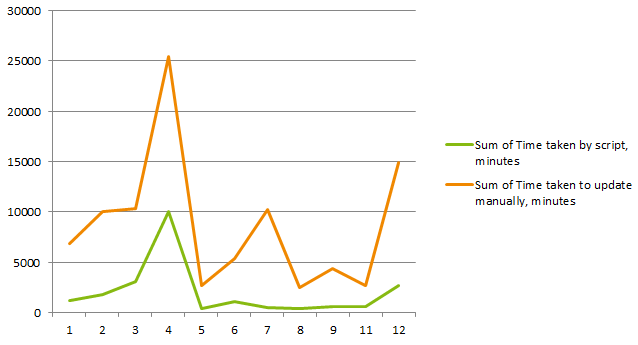 30000
25000
20000
15000
10000
5000
0
1 2 3 4 5 6 7 8 9 11 12
Sum of Time taken by script,
minutes
Sum of Time taken to update
manually, minutes